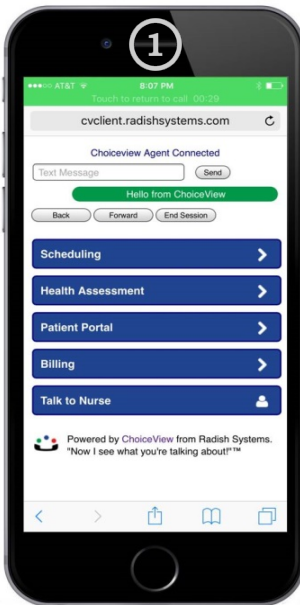 1
AT&T 8:07 PM
Touch to return to call 00:29
cvclient.radishsystems.com
Choiceview Agent Connected
Text Message Send
Hello from ChoiceView
Back Forward End Session
Scheduling
Health Assessment
Patient Portal
Billing
Talk to Nurse
Powered by ChoiceView from Radish Systems.
"Now I see what you're talking about!"™